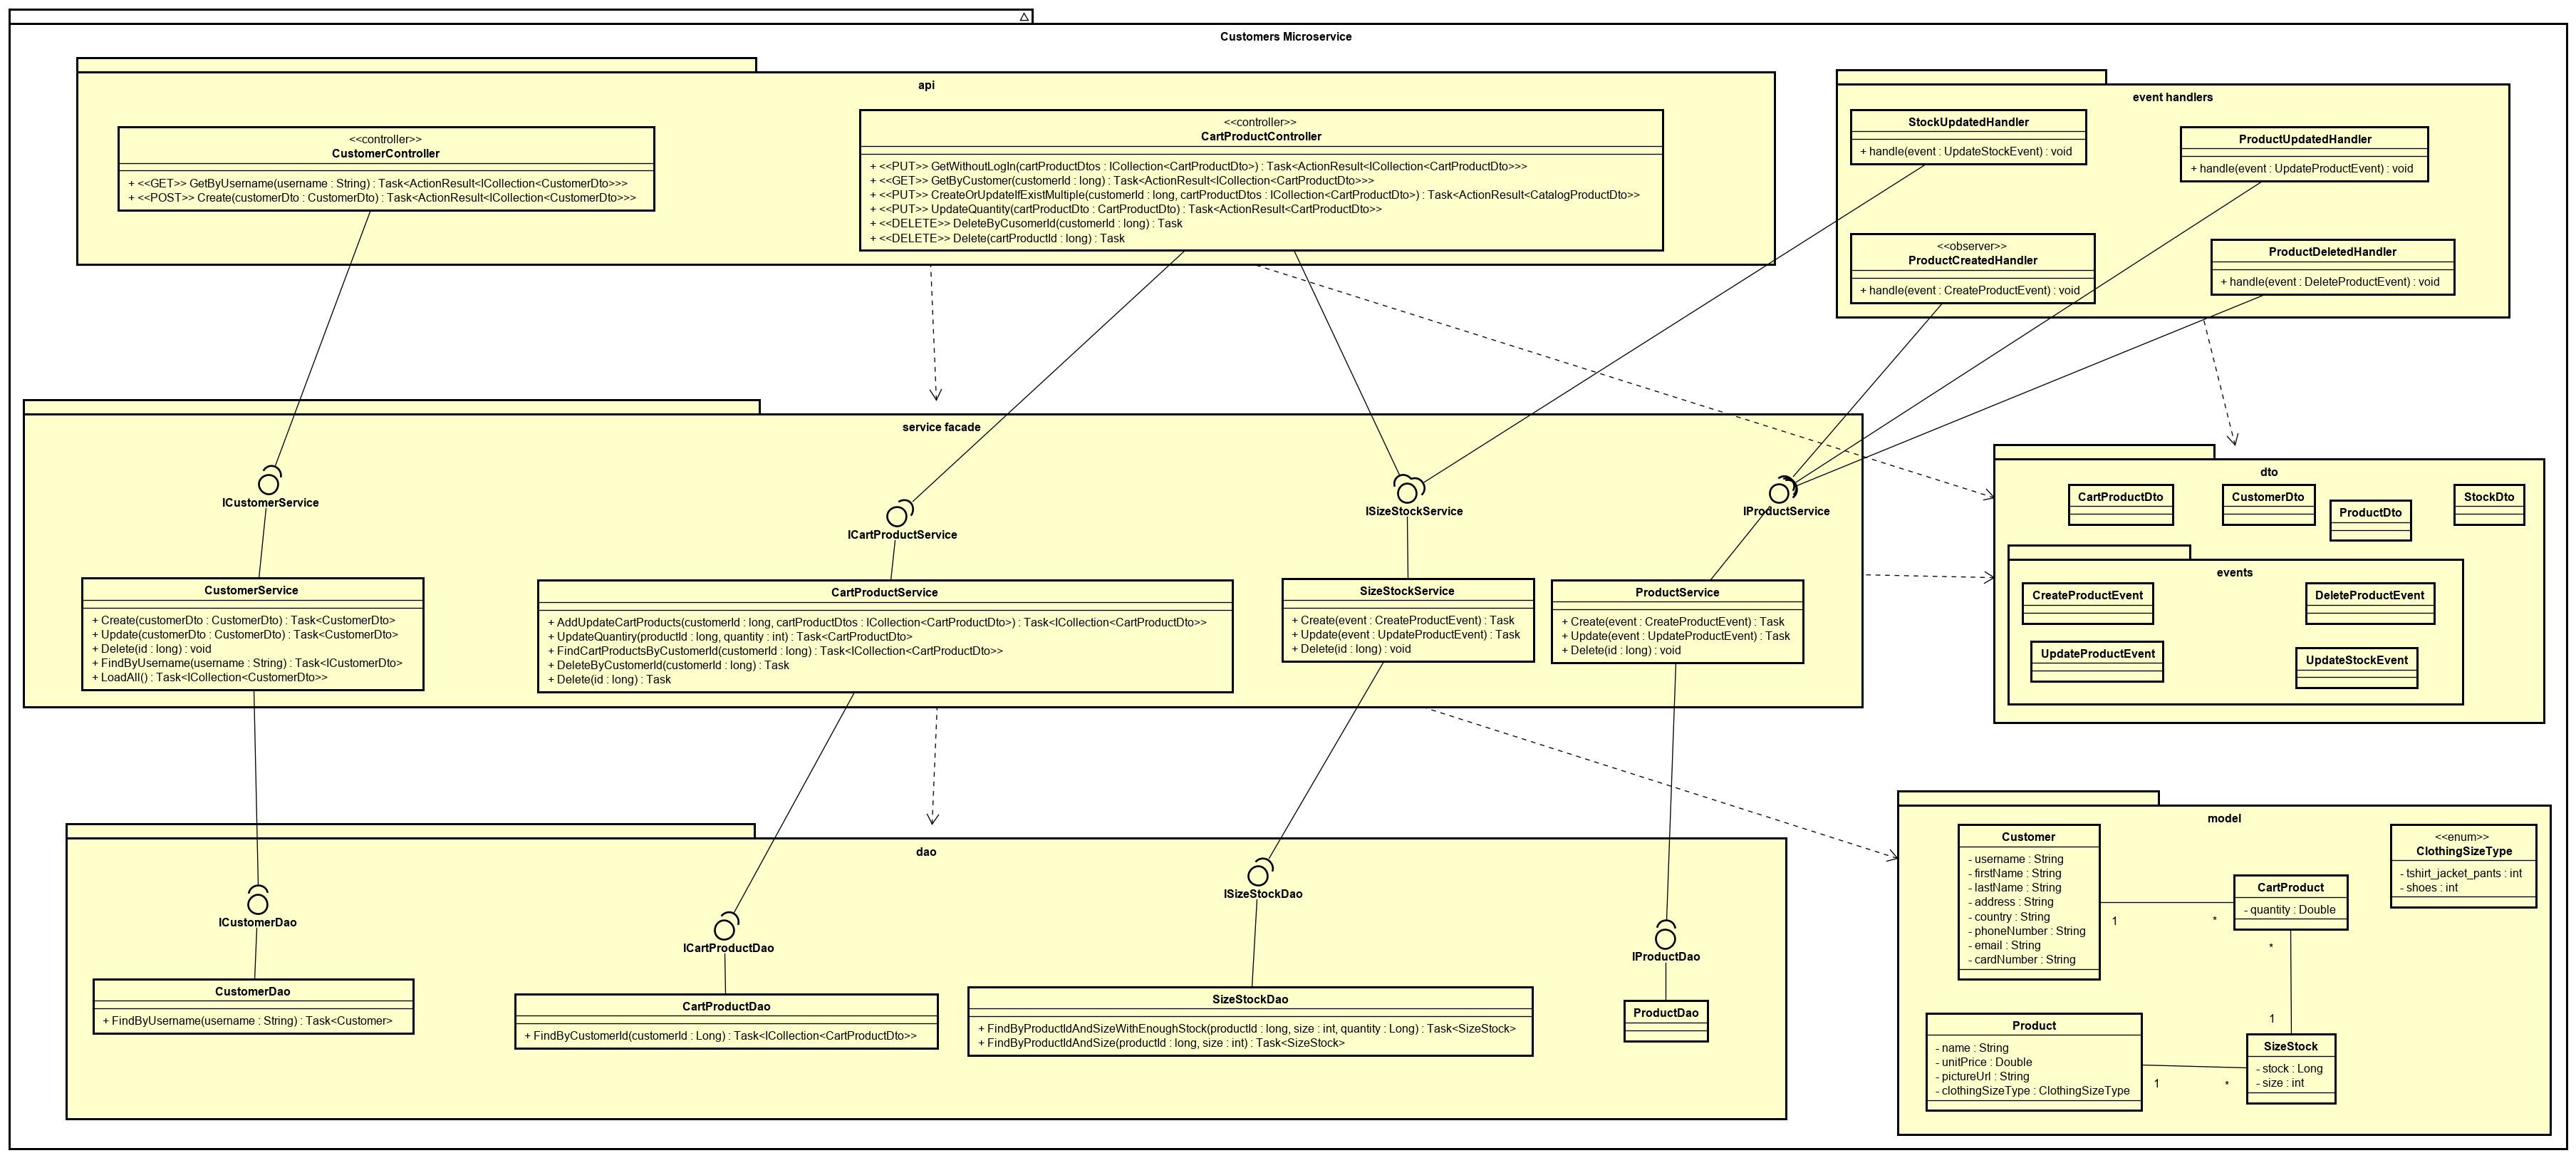 Customers Microservice
api
<<controller>>
CustomerController
+ <<GET>> GetByUsername(username : String) : Task<ActionResult<ICollection<CustomerDto>>>
+ <<POST>> Create(customerDto : CustomerDto) : Task<ActionResult<ICollection<CustomerDto>>>
<<controller>>
CartProductController
+ <<PUT>> GetWithoutLogIn(cartProductDtos : ICollection<CartProductDto>) : Task<ActionResult<ICollection<CartProductDto>>>
+ <<GET>> GetByCustomer(customerId : long) : Task<ActionResult<ICollection<CartProductDto>>>
+ <<PUT>> CreateOrUpdateIfExistMultiple(customerId : long, cartProductDtos : ICollection<CartProductDto>) : Task<ActionResult<CatalogProductDto>>
+ <<PUT>> UpdateQuantity(cartProductDto : CartProductDto) : Task<ActionResult<CartProductDto>>
+ <<DELETE>> DeleteByCusomerId(customerId : long) : Task
+ <<DELETE>> Delete(cartProductId : long) : Task
event handlers
StockUpdatedHandler
+ handle(event : UpdateStockEvent) : void
ProductUpdatedHandler
+ handle(event : UpdateProductEvent) : void
<<observer>>
ProductCreatedHandler
+ handle(event : CreateProductEvent) : void
ProductDeletedHandler
+ handle(event : DeleteProductEvent) : void
service facade
ICustomerService
ICartProductService
ISizeStockService
IProductService
CustomerService
+ Create(customerDto : CustomerDto) : Task<CustomerDto>
+ Update(customerDto : CustomerDto) : Task<CustomerDto>
+ Delete(id : long) : void
+ FindByUsername(username : String) : Task<ICustomerDto>
+ LoadAll() : Task<ICollection<CustomerDto>>
CartProductService
+ AddUpdateCartProducts(customerId : long, cartProductDtos : ICollection<CartProductDto>) : Task<ICollection<CartProductDto>>
+ UpdateQuantiry(productId : long, quantity : int) : Task<CartProductDto>
+ FindCartProductsByCustomerId(customerId : long) : Task<ICollection<CartProductDto>>
+ DeleteByCustomerId(customerId : long) : Task
+ Delete(id : long) : Task
SizeStockService
+ Create(event : CreateProductEvent) : Task
+ Update(event : UpdateProductEvent) : Task
+ Delete(id : long) : void
ProductService
+ Create(event : CreateProductEvent) : Task
+ Update(event : UpdateProductEvent) : Task
+ Delete(id : long) : void
dto
CartProductDto
CustomerDto
ProductDto
StockDto
events
CreateProductEvent
DeleteProductEvent
UpdateProductEvent
UpdateStockEvent
dao
ICustomerDao
ICartProductDao
ISizeStockDao
IProductDao
CustomerDao
+ FindByUsername(username : String) : Task<Customer>
CartProductDao
+ FindByCustomerId(customerId : Long) : Task<ICollection<CartProductDto>>
SizeStockDao
+ FindByProductIdAndSizeWithEnoughStock(productId : long, size : int, quantity : Long) : Task<SizeStock>
+ FindByProductIdAndSize(productId : long, size : int) : Task<SizeStock>
ProductDao
model
Customer
- username : String
- firstName : String
- lastName : String
- address : String
- country : String
- phoneNumber : String
- email : String
- cardNumber : String
1
*
CartProduct
- quantity : Double
<<enum>>
ClothingSizeType
- tshirt_jacket_pants : int
- shoes : int
*
1
Product
- name : String
- unitPrice : Double
- pictureUrl : String
- clothingSizeType : ClothingSizeType
1
*
SizeStock
- stock : Long
- size : int